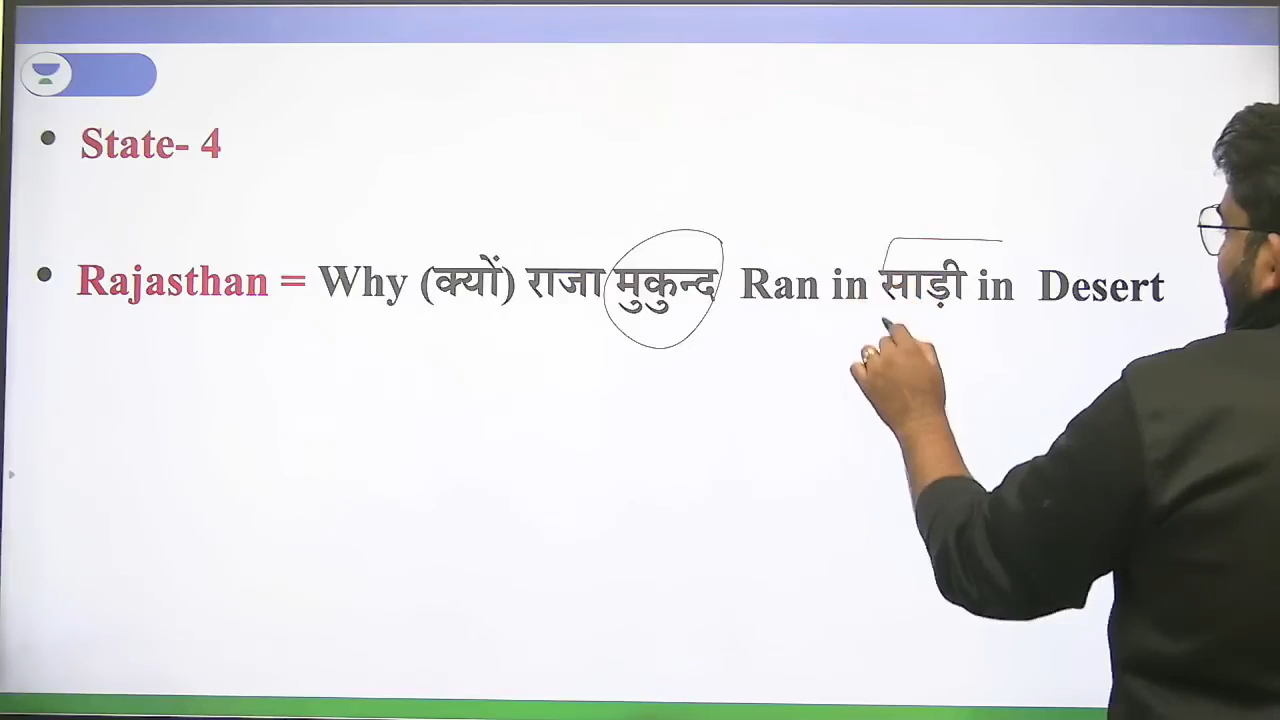 State- 4
Rajasthan = Why (क्यों) राजा मुकुन्द Ran in साड़ी in Desert